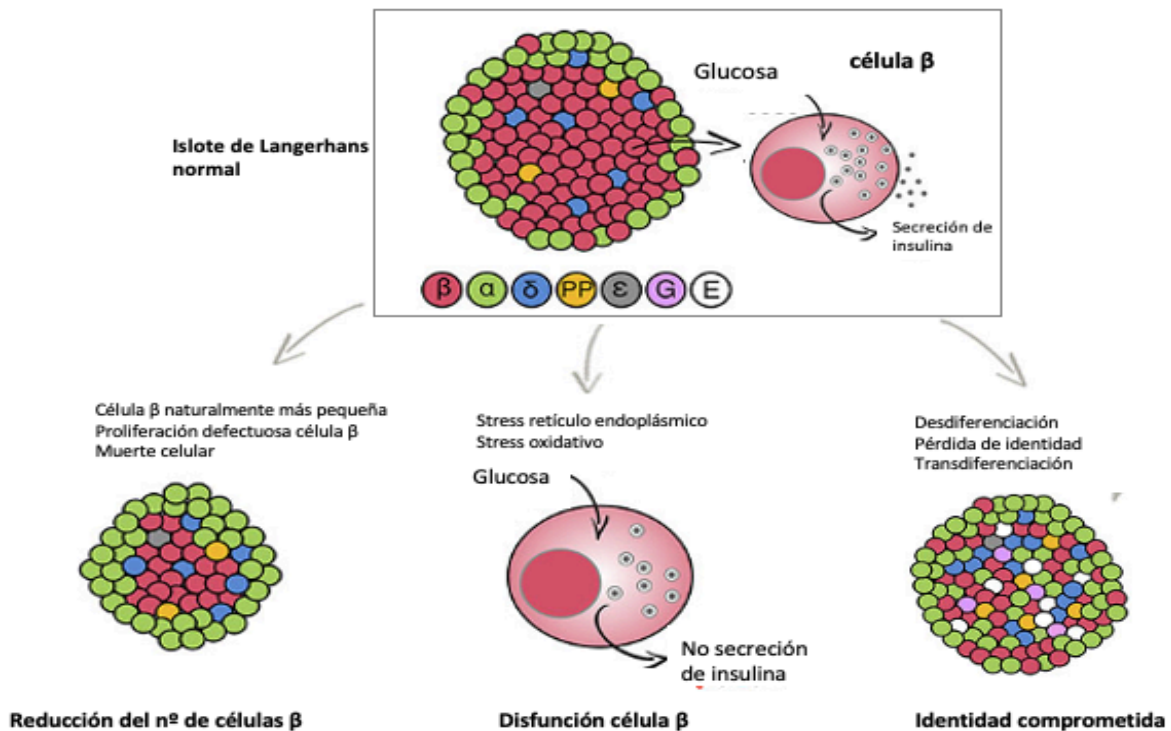 célula β
Glucosa
Islote de Langerhans
normal
Secreción de
insulina
β α δ PP ε G E
Célula β naturalmente más pequeña
Proliferación defectuosa célula β
Muerte celular
Stress retículo endoplásmico
Stress oxidativo
Glucosa
No secreción
de insulina
Desdiferenciación
Pérdida de identidad
Transdiferenciación
Reducción del nº de células β
Disfunción célula β
Identidad comprometida